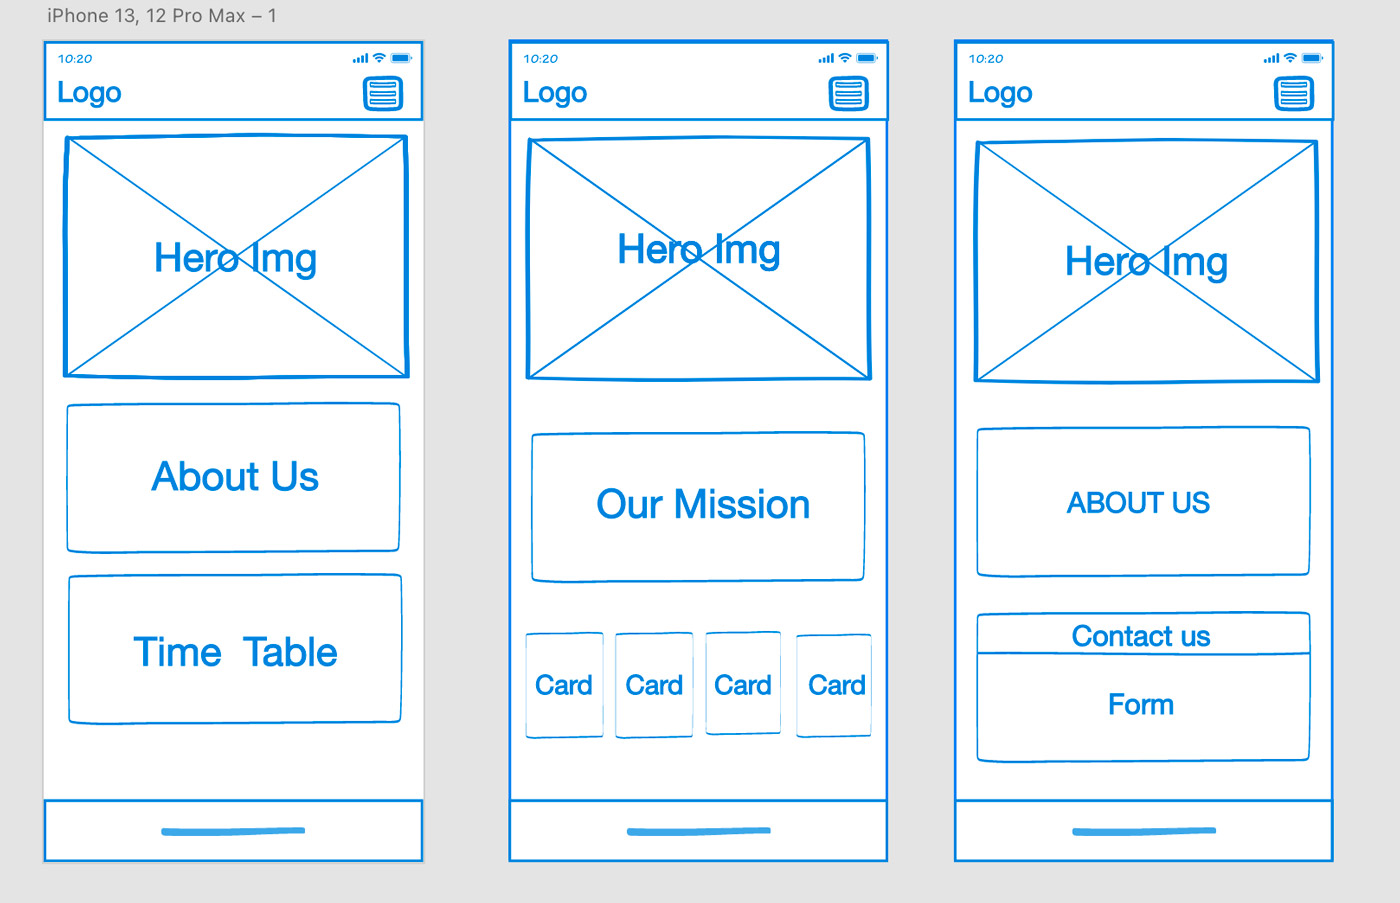 iPhone 13, 12 Pro Max – 1
10:20
Logo
Hero Img
About Us
Time Table
10:20
Logo
Hero Img
Our Mission
Card
Card
Card
Card
10:20
Logo
Hero Img
ABOUT US
Contact us
Form